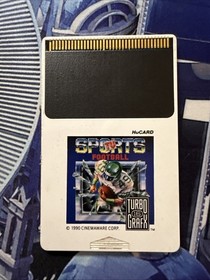 HuCARD
TV
SPORTS
FOOTBALL
TURBO
GRAFX
© 1990 CINEMAWARE CORP.